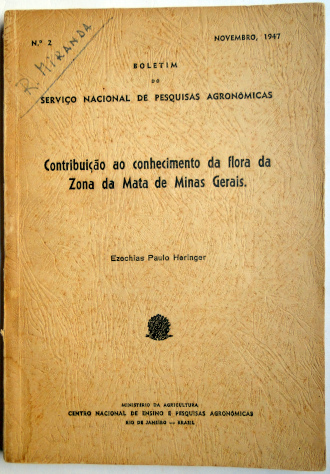 N.º 2
NOVEMBRO, 1947
R. MIRANDA
BOLETIM
DO
SERVIÇO NACIONAL DE PESQUISAS AGRONÔMICAS
Contribuição ao conhecimento da flora da
Zona da Mata de Minas Gerais.
Ezechias Paulo Heringer
MINISTÉRIO DA AGRICULTURA
CENTRO NACIONAL DE ENSINO E PESQUISAS AGRONÔMICAS
RIO DE JANEIRO — BRASIL